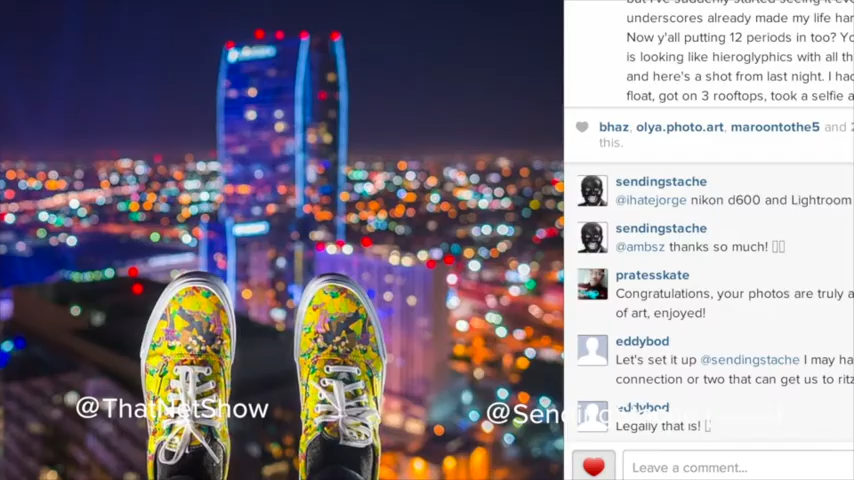 but I've suddenly started seeing it
underscores already made my life har
Now y'all putting 12 periods in too? Yo
is looking like hieroglyphics with all th
and here's a shot from last night. I hac
float, got on 3 rooftops, took a selfie a
bhaz, olya.photo.art, maroontothe5 and 2
this.
sendingstache
@ihatejorge nikon d600 and Lightroom
sendingstache
@ambsz thanks so much!
pratesskate
Congratulations, your photos are truly a
of art, enjoyed!
eddybod
Let's set it up @sendingstache I may ha
connection or two that can get us to ritz
eddybod
Legally that is!
Leave a comment...
@ThatNetShow
@Sending